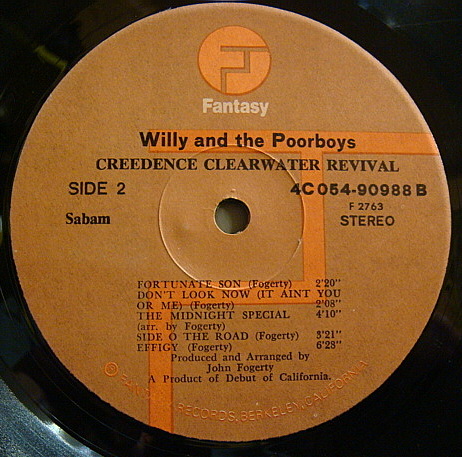 Fantasy
Willy and the Poorboys
CREEDENCE CLEARWATER REVIVAL
SIDE 2
4C054-90988B
F 2763
Sabam
STEREO
FORTUNATE SON (Fogerty) 2'20"
DON'T LOOK NOW (IT AINT YOU
OR ME) (Fogerty) 2'08"
THE MIDNIGHT SPECIAL 4'10"
(arr. by Fogerty)
SIDE O THE ROAD (Fogerty) 3'21"
EFFIGY (Fogerty) 6'28"
Produced and Arranged by
John Fogerty
A Product of Debut of California.
RECORDS, BERKELEY, CALIFORNIA